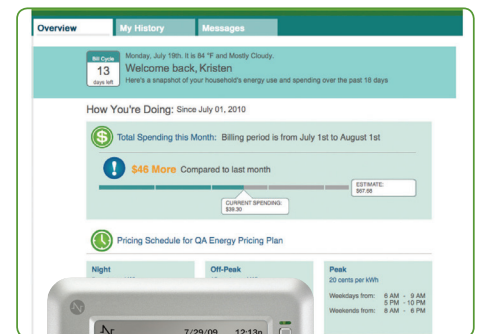 Overview
My History
Messages
Bill Cycle
13
days left
Monday, July 19th. It is 84 °F and Mostly Cloudy.
Welcome back, Kristen
Here's a snapshot of your household's energy use and spending over the past 18 days
How You're Doing: Since July 01, 2010
Total Spending this Month: Billing period is from July 1st to August 1st
$46 More Compared to last month
ESTIMATE:
$67.66
CURRENT SPENDING:
$39.30
Pricing Schedule for QA Energy Pricing Plan
Night
Off-Peak
Peak
20 cents per kWh
Weekdays from: 6 AM - 9 AM
5 PM - 10 PM
Weekends from: 8 AM - 6 PM
7/29/09 12:13p